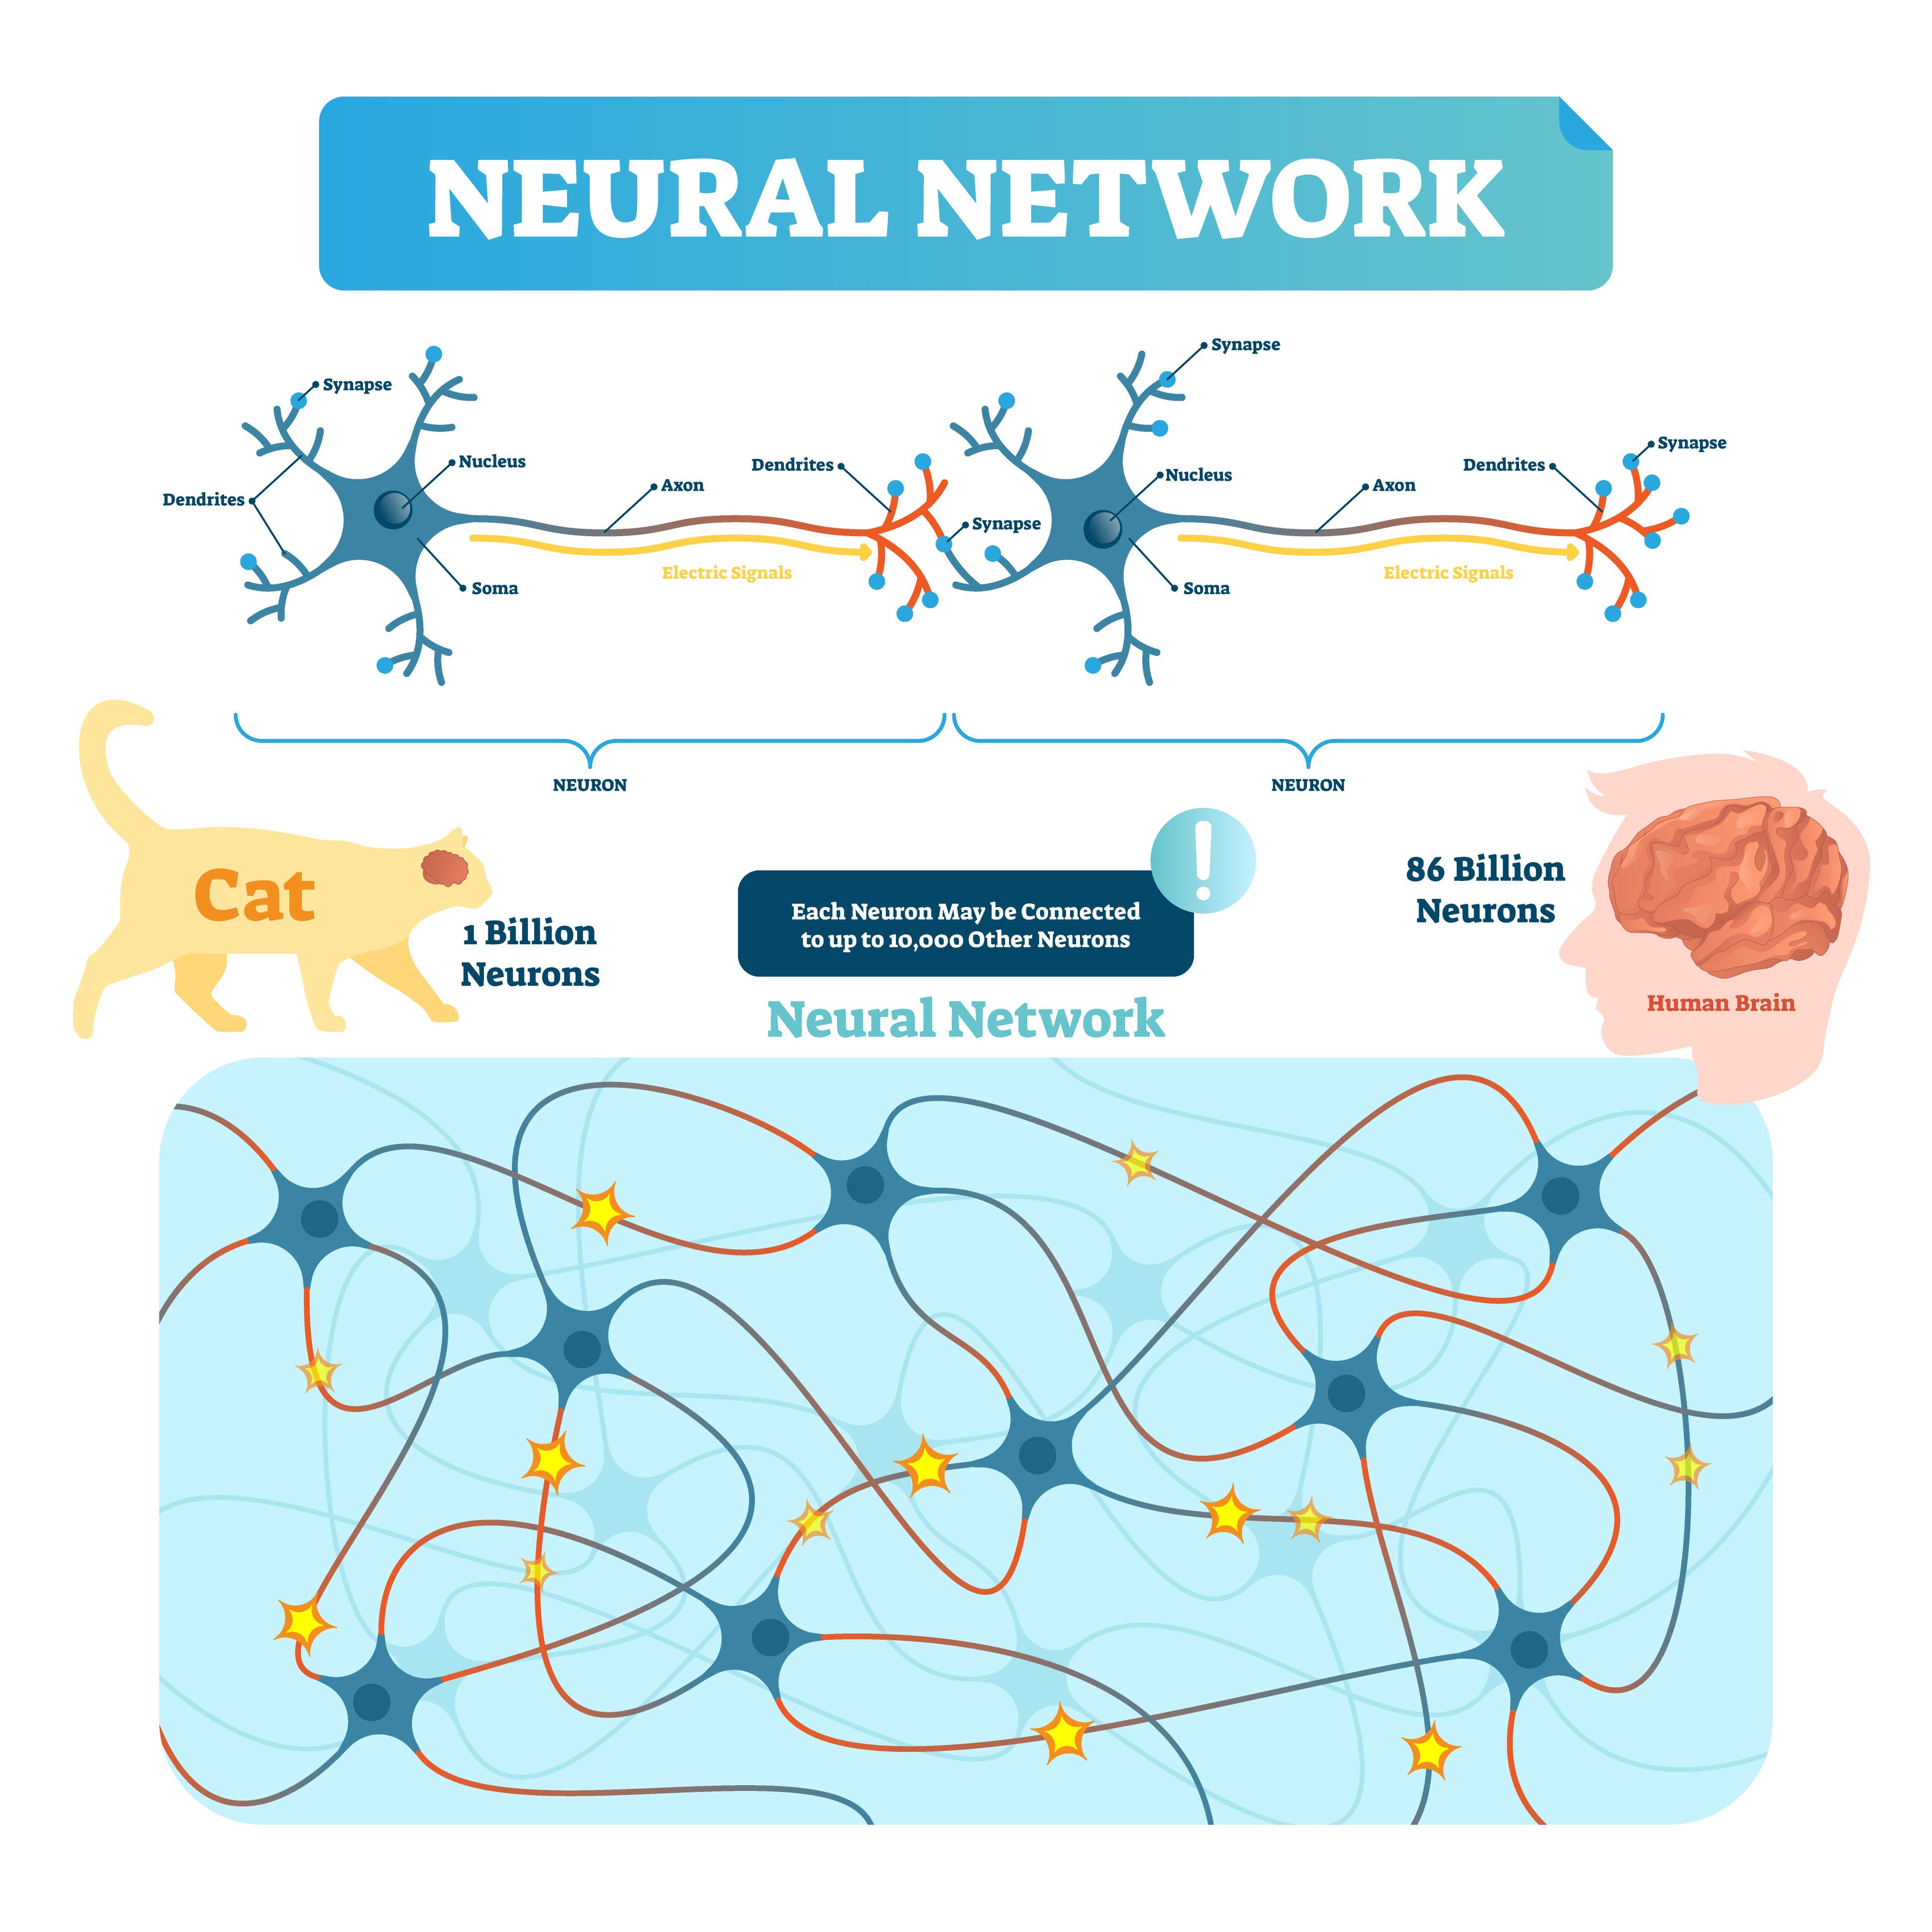 NEURAL NETWORK
Synapse
Synapse
Synapse
Nucleus
Dendrites
Dendrites
Nucleus
Axon
Axon
Dendrites
Synapse
Electric Signals
Electric Signals
Soma
Soma
NEURON
NEURON
Cat
1 Billion
Neurons
Each Neuron May be Connected
to up to 10,000 Other Neurons
86 Billion
Neurons
Human Brain
Neural Network